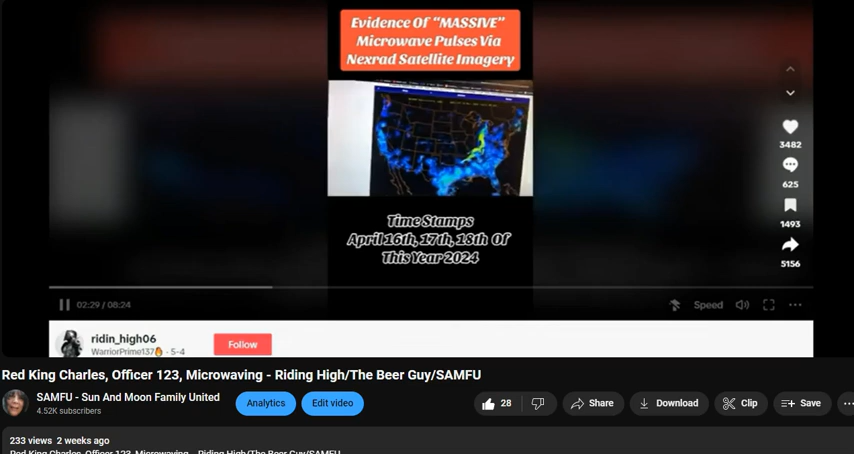 Evidence Of "MASSIVE"
Microwave Pulses Via
Nexrad Satellite Imagery
3482
625
1493
5156
Time Stamps
April 16th, 17th, 18th Of
This Year 2024
02:29 / 08:24
Speed
ridin_high06
WarriorPrime137🔥 · 5-4
Follow
Red King Charles, Officer 123, Microwaving - Riding High/The Beer Guy/SAMFU
SAMFU - Sun And Moon Family United
4.52K subscribers
Analytics
Edit video
28
Share
Download
Clip
Save
233 views 2 weeks ago
Red King Charles, Officer 123, Microwaving - Riding High/The Beer Guy/SAMFU